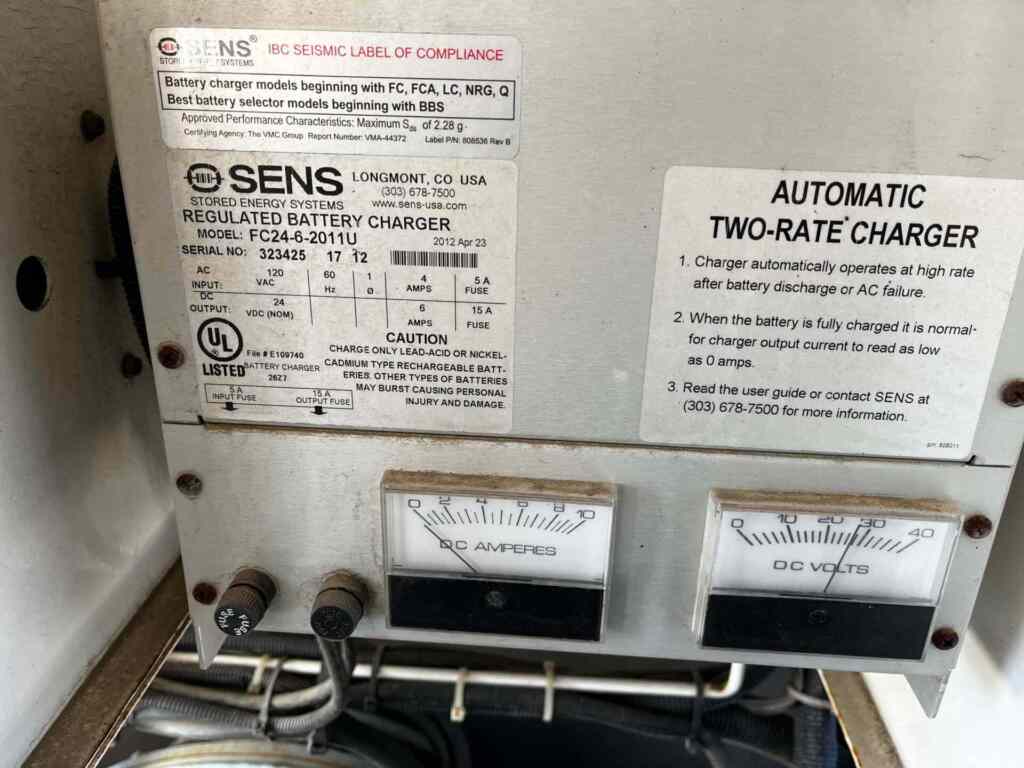 SENS®
STORED ENERGY SYSTEMS
IBC SEISMIC LABEL OF COMPLIANCE
Battery charger models beginning with FC, FCA, LC, NRG, Q
Best battery selector models beginning with BBS
Approved Performance Characteristics: Maximum Sds of 2.28 g
Certifying Agency: The VMC Group Report Number: VMA-44372 Label P/N: 808536 Rev B
SENS
STORED ENERGY SYSTEMS
LONGMONT, CO USA
(303) 678-7500
www.sens-usa.com
REGULATED BATTERY CHARGER
MODEL: FC24-6-2011U
2012 Apr 23
SERIAL NO: 323425 17 12
AC INPUT: 120 VAC 60 Hz 1 ø 4 AMPS 5 A FUSE
DC OUTPUT: 24 VDC (NOM) 6 AMPS 15 A FUSE
UL
LISTED
File # E109740
BATTERY CHARGER
26Z7
CAUTION
CHARGE ONLY LEAD-ACID OR NICKEL-
CADMIUM TYPE RECHARGEABLE BATT-
ERIES. OTHER TYPES OF BATTERIES
MAY BURST CAUSING PERSONAL
INJURY AND DAMAGE.
5 A
INPUT FUSE
15 A
OUTPUT FUSE
AUTOMATIC
TWO-RATE CHARGER
1. Charger automatically operates at high rate
after battery discharge or AC failure.
2. When the battery is fully charged it is normal-
for charger output current to read as low
as 0 amps.
3. Read the user guide or contact SENS at
(303) 678-7500 for more information.
0 2 4 6 8 10
DC AMPERES
0 10 20 30 40
DC VOLTS
FUSE